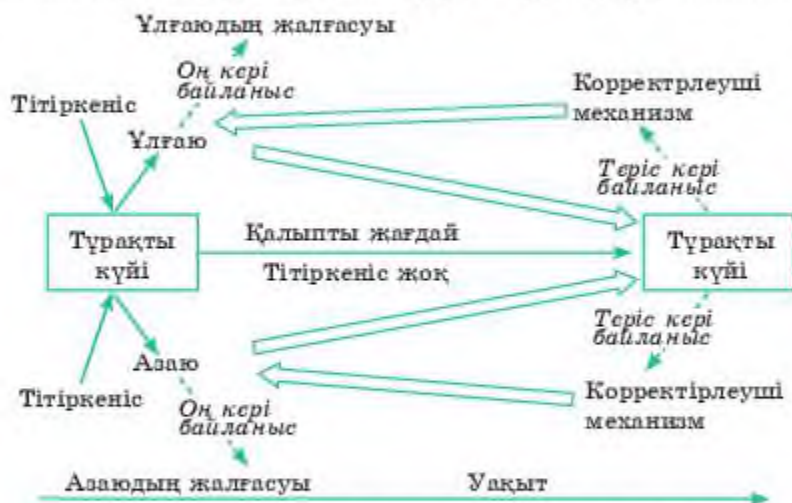 Ұлғаюдың жалғасуы
Оң кері
байланыс
Тітіркеніс
Ұлғаю
Корректрлеуші
механизм
Теріс кері
байланыс
Тұрақты
күйі
Қалыпты жағдай
Тітіркеніс жоқ
Тұрақты
күйі
Теріс кері
байланыс
Азаю
Тітіркеніс
Оң кері
байланыс
Корректірлеуші
механизм
Азаюдың жалғасуы
Уақыт